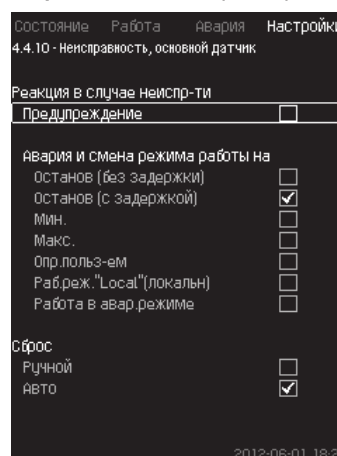 Состояние Работа Авария Настройки
4.4.10 - Неисправность, основной датчик
Реакция в случае неиспр-ти
Предупреждение
Авария и смена режима работы на
Останов (без задержки)
Останов (с задержкой)
Мин.
Макс.
Опр.польз-ем
Раб.реж."Local"(локальн)
Работа в авар.режиме
Сброс
Ручной
Авто
2012-06-01 18:2